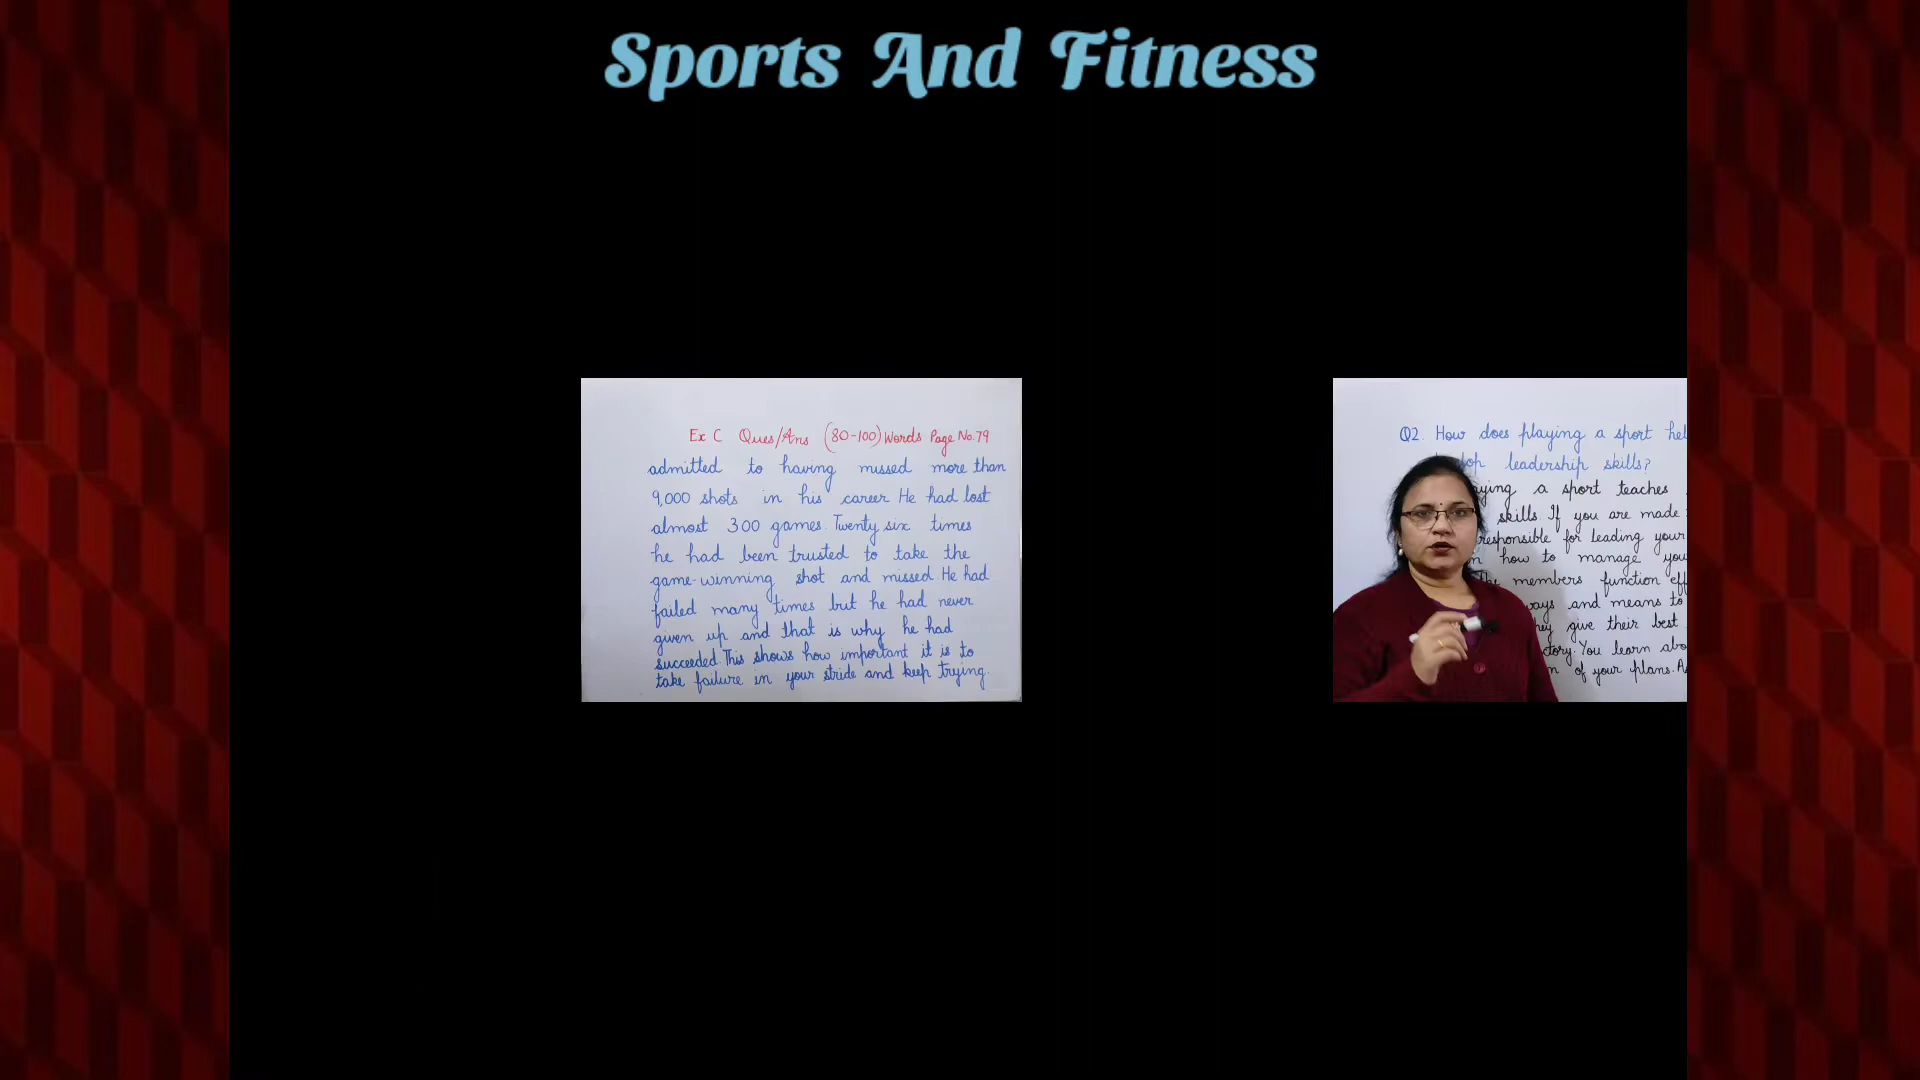 Sports And Fitness
Ex C Ques/Ans (80-100) Words Page No.79
admitted to having missed more than
9,000 shots in his career He had lost
almost 300 games. Twenty six times
he had been trusted to take the
game-winning shot and missed He had
failed many times but he had never
given up and that is why he had
succeeded. This shows how important it is to
take failure in your stride and keep trying.
Q2. How does playing a sport
leadership skills?
a sport teaches
skills. If you are made
responsible for leading your
how to manage
members function
ways and means to
they give their best
You learn
of your plans.